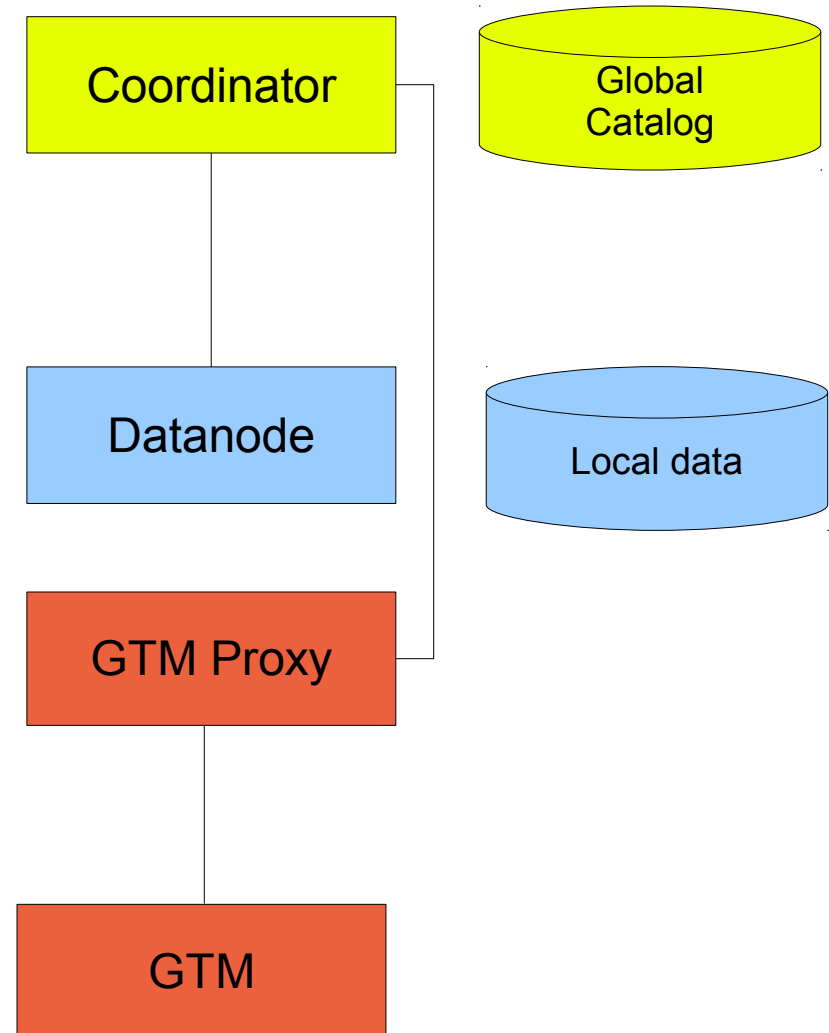 Coordinator
Global
Catalog
Datanode
Local data
GTM Proxy
GTM